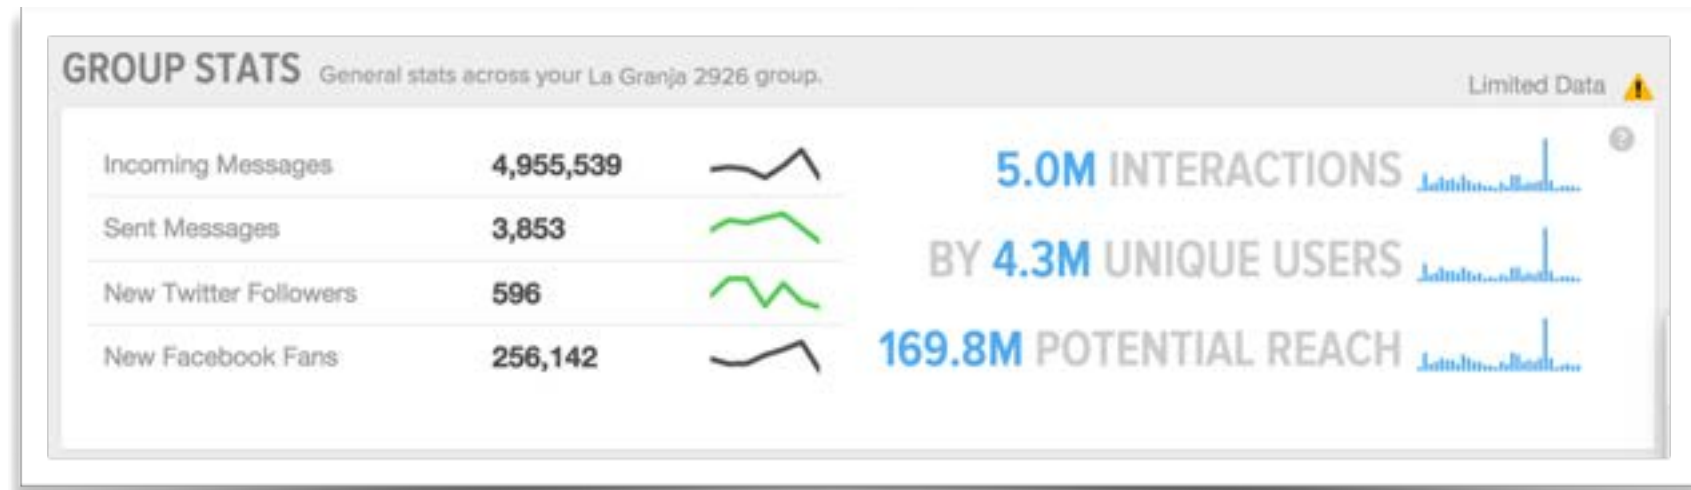 GROUP STATS General stats across your La Granja 2926 group.
Limited Data
Incoming Messages 4,955,539
Sent Messages 3,853
New Twitter Followers 596
New Facebook Fans 256,142
5.0M INTERACTIONS
BY 4.3M UNIQUE USERS
169.8M POTENTIAL REACH
?